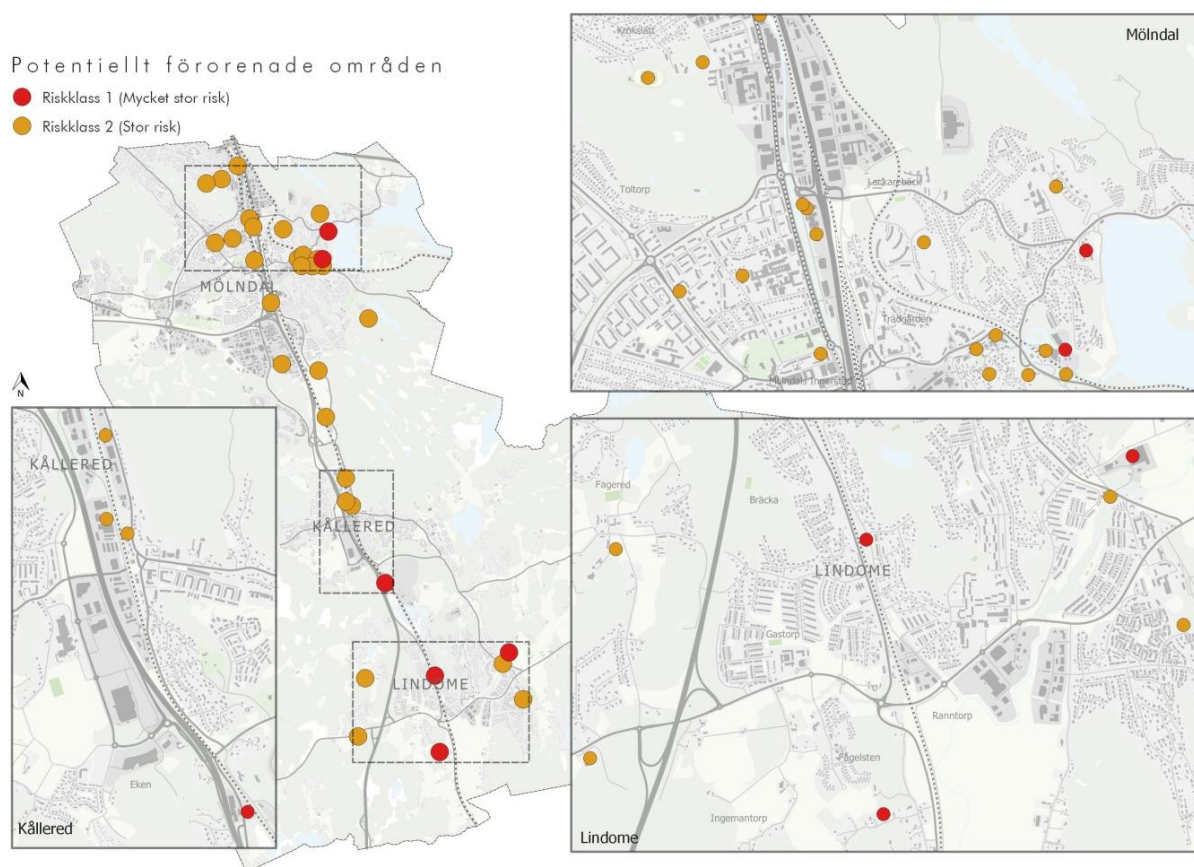 Potentiellt förorenade områden
Riskklass 1 (Mycket stor risk)
Riskklass 2 (Stor risk)
MÖLNDAL
KÅLLERED
LINDOME
N
Mölndal
Krokslätt
Toltorp
Lackarebäck
Trädgården
Mölndals Innerstad
KÅLLERED
Eken
Kållered
Fagered
Bräcka
LINDOME
Gastorp
Ranntorp
Fågelsten
Ingemantorp
Lindome